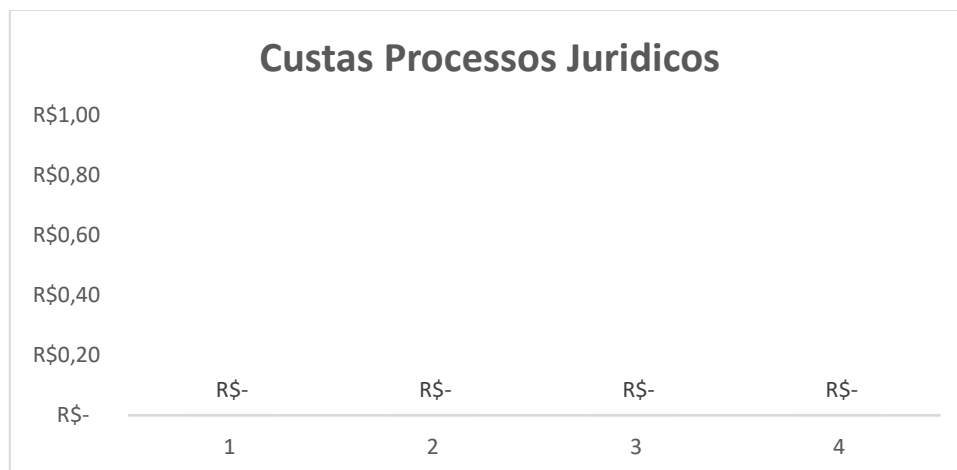 Custas Processos Juridicos
R$1,00
R$0,80
R$0,60
R$0,40
R$0,20
R$- R$- R$- R$-
R$-
1 2 3 4